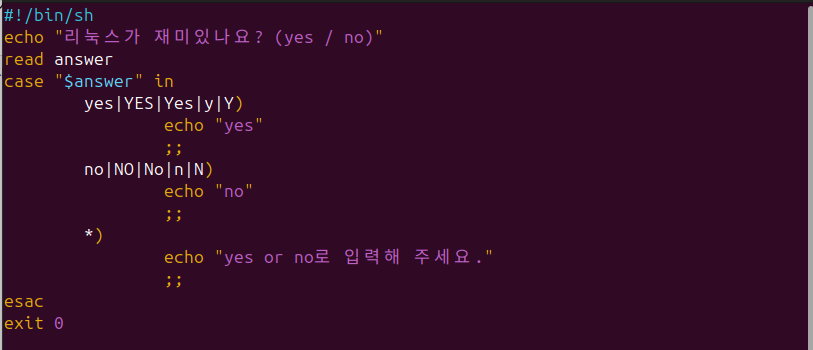 #!/bin/sh
echo "리눅스가 재미있나요? (yes / no)"
read answer
case "$answer" in
        yes|YES|Yes|y|Y)
                echo "yes"
                ;;
        no|NO|No|n|N)
                echo "no"
                ;;
        *)
                echo "yes or no로 입력해 주세요."
                ;;
esac
exit 0